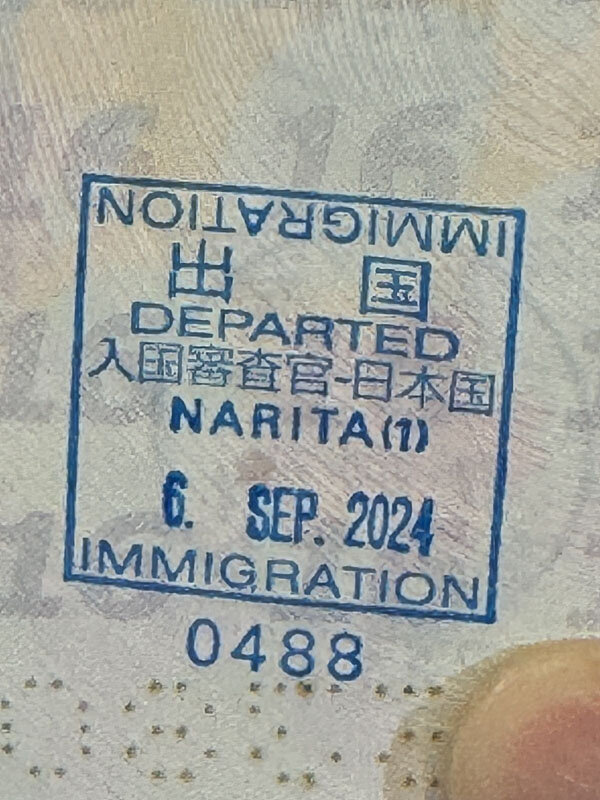 IMMIGRATION
出国
DEPARTED
入国審査官-日本国
NARITA(1)
6. SEP. 2024
IMMIGRATION
0488